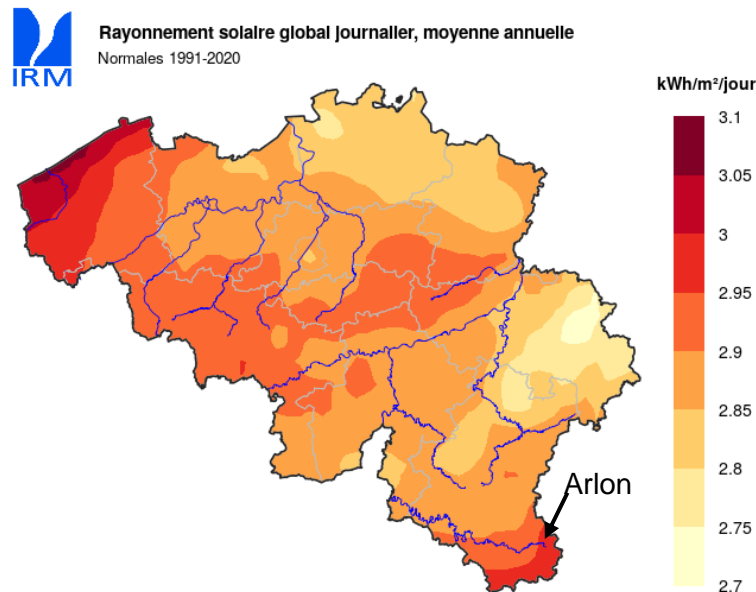 Rayonnement solaire global journalier, moyenne annuelle
Normales 1991-2020
IRM
kWh/m²/jour
3.1
3.05
3
2.95
2.9
2.85
2.8
2.75
2.7
Arlon